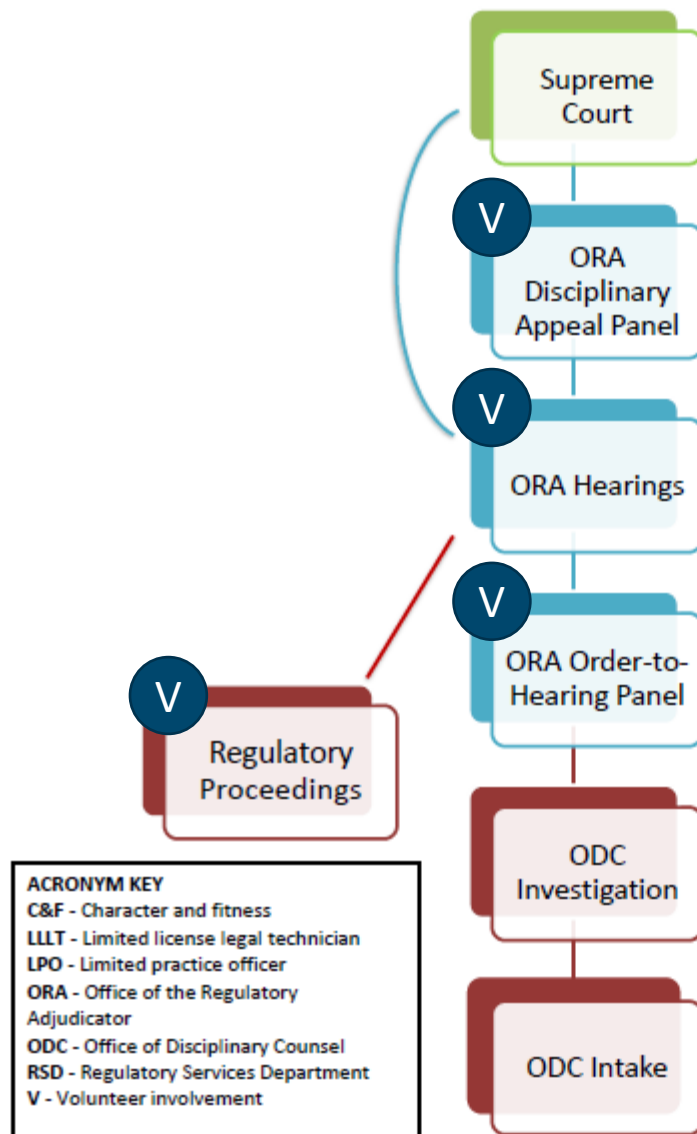 Supreme
Court
V
ORA
Disciplinary
Appeal Panel
V
ORA Hearings
V
ORA Order-to-
Hearing Panel
V
Regulatory
Proceedings
ODC
Investigation
ODC Intake
ACRONYM KEY
C&F - Character and fitness
LLLT - Limited license legal technician
LPO - Limited practice officer
ORA - Office of the Regulatory
Adjudicator
ODC - Office of Disciplinary Counsel
RSD - Regulatory Services Department
V - Volunteer involvement